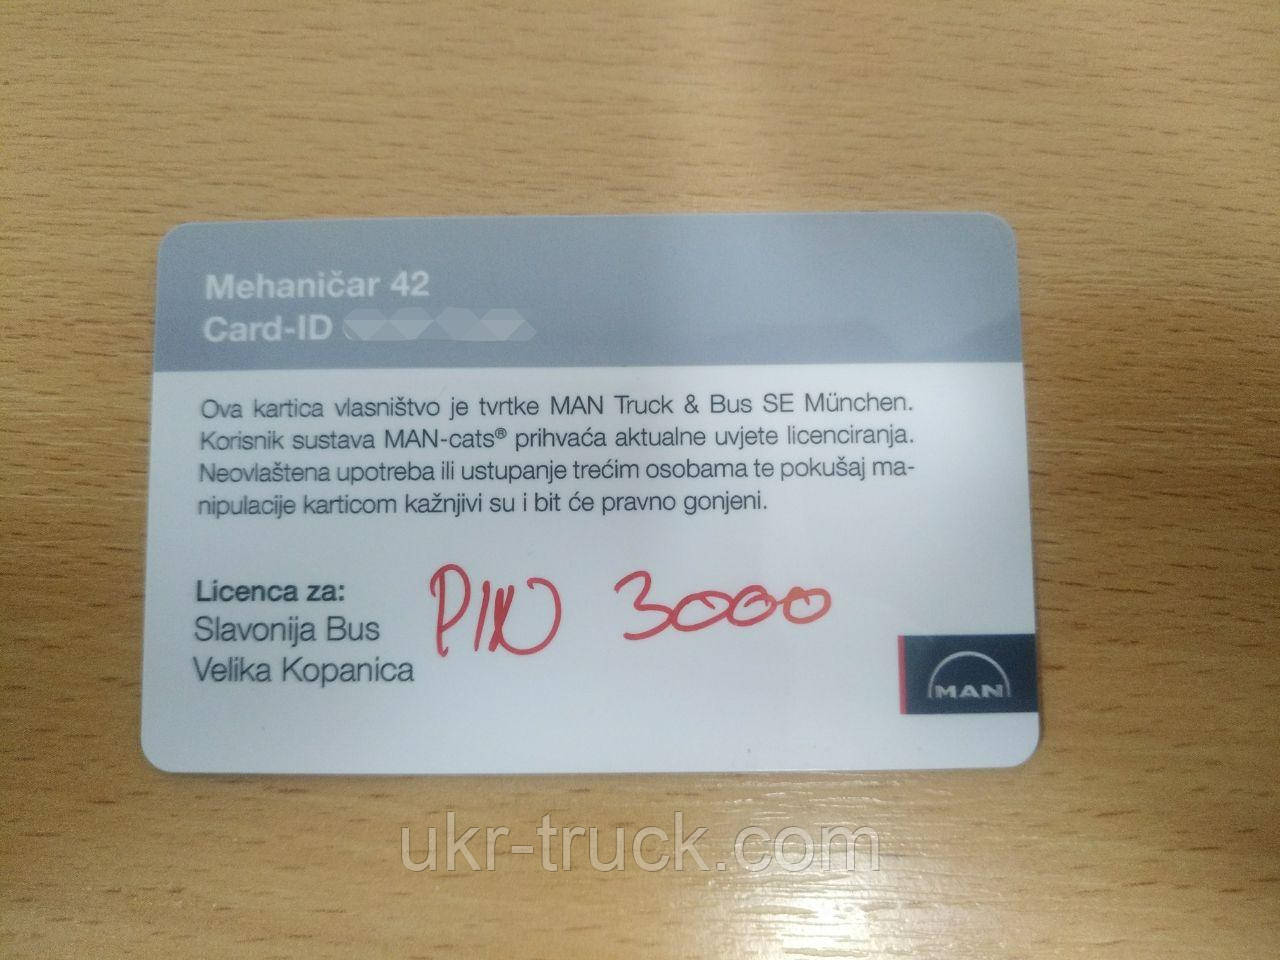 Mehaničar 42
Card-ID
Ova kartica vlasništvo je tvrtke MAN Truck & Bus SE München.
Korisnik sustava MAN-cats® prihvaća aktualne uvjete licenciranja.
Neovlaštena upotreba ili ustupanje trećim osobama te pokušaj ma-
nipulacije karticom kažnjivi su i bit će pravno gonjeni.
Licenca za:
Slavonija Bus
Velika Kopanica
PIN 3000
MAN
ukr-truck.com